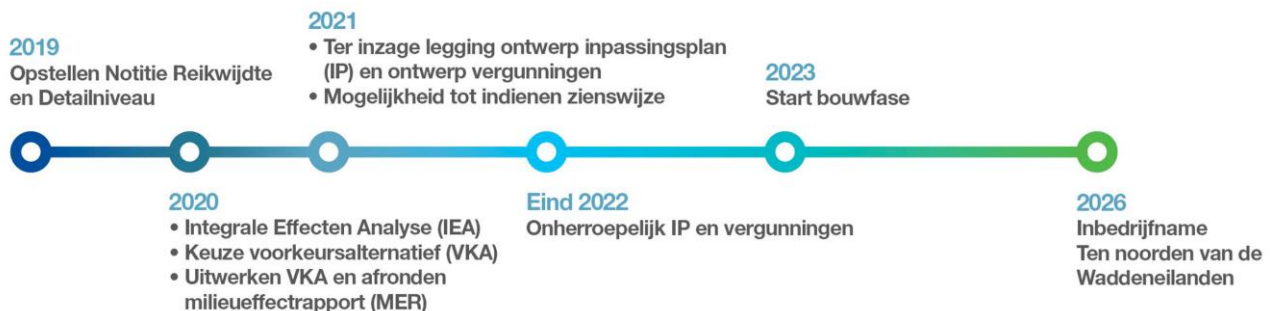 2019
Opstellen Notitie Reikwijdte
en Detailniveau
2020
• Integrale Effecten Analyse (IEA)
• Keuze voorkeursalternatief (VKA)
• Uitwerken VKA en afronden
milieueffectrapport (MER)
2021
• Ter inzage legging ontwerp inpassingsplan
(IP) en ontwerp vergunningen
• Mogelijkheid tot indienen zienswijze
Eind 2022
Onherroepelijk IP en vergunningen
2023
Start bouwfase
2026
Inbedrijfname
Ten noorden van de
Waddeneilanden